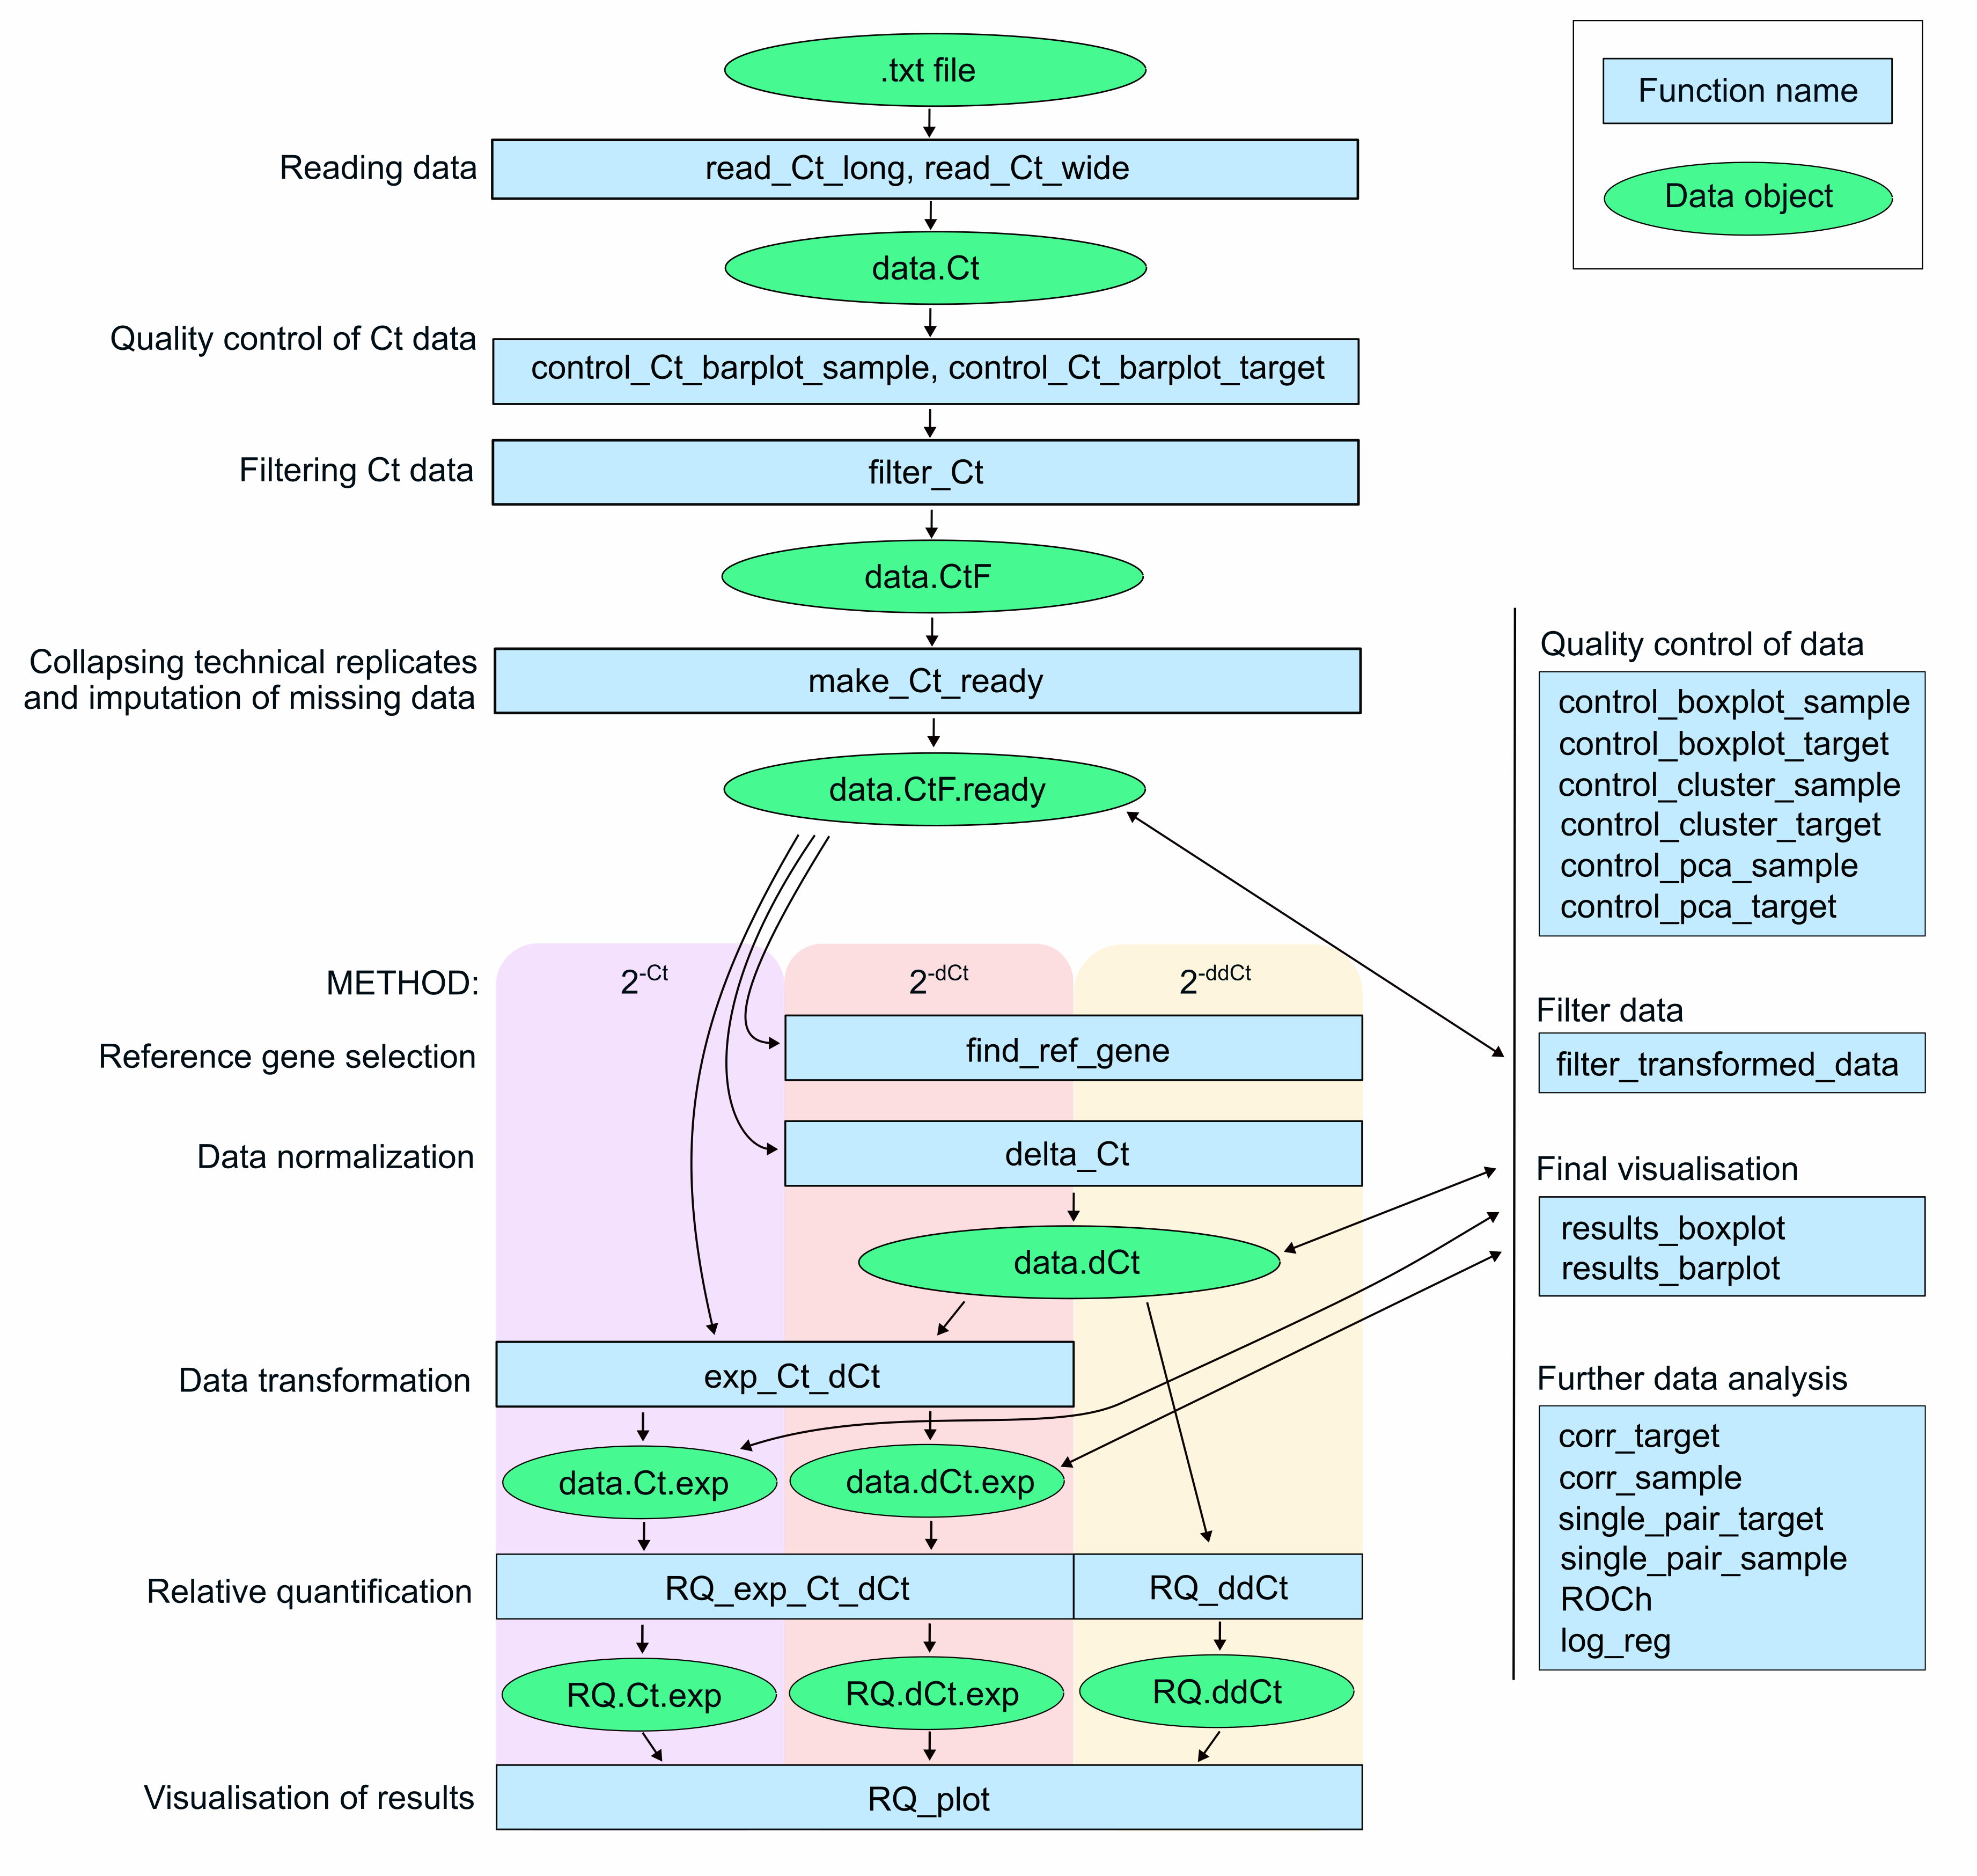 .txt file
Function name
Data object
Reading data
read_Ct_long, read_Ct_wide
data.Ct
Quality control of Ct data
control_Ct_barplot_sample, control_Ct_barplot_target
Filtering Ct data
filter_Ct
data.CtF
Collapsing technical replicates
and imputation of missing data
make_Ct_ready
data.CtF.ready
METHOD:
2-Ct
2-dCt
2-ddCt
Reference gene selection
find_ref_gene
Data normalization
delta_Ct
data.dCt
Data transformation
exp_Ct_dCt
data.Ct.exp
data.dCt.exp
Relative quantification
RQ_exp_Ct_dCt
RQ_ddCt
RQ.Ct.exp
RQ.dCt.exp
RQ.ddCt
Visualisation of results
RQ_plot
Quality control of data
control_boxplot_sample
control_boxplot_target
control_cluster_sample
control_cluster_target
control_pca_sample
control_pca_target
Filter data
filter_transformed_data
Final visualisation
results_boxplot
results_barplot
Further data analysis
corr_target
corr_sample
single_pair_target
single_pair_sample
ROCh
log_reg